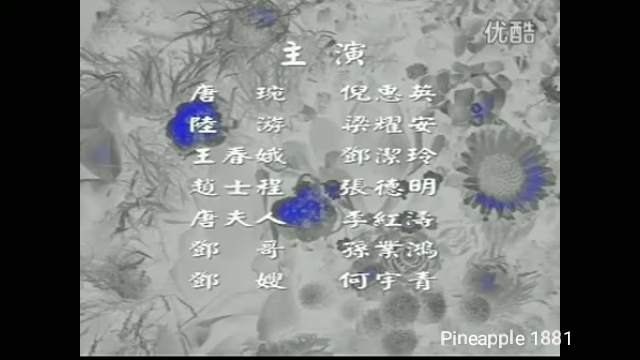 优酷
主演
唐琬 倪惠英
陸游 梁耀安
王春娥 鄧潔玲
趙士程 張德明
唐夫人 李紅濤
鄧哥 孫業鴻
鄧嫂 何宇青
Pineapple 1881